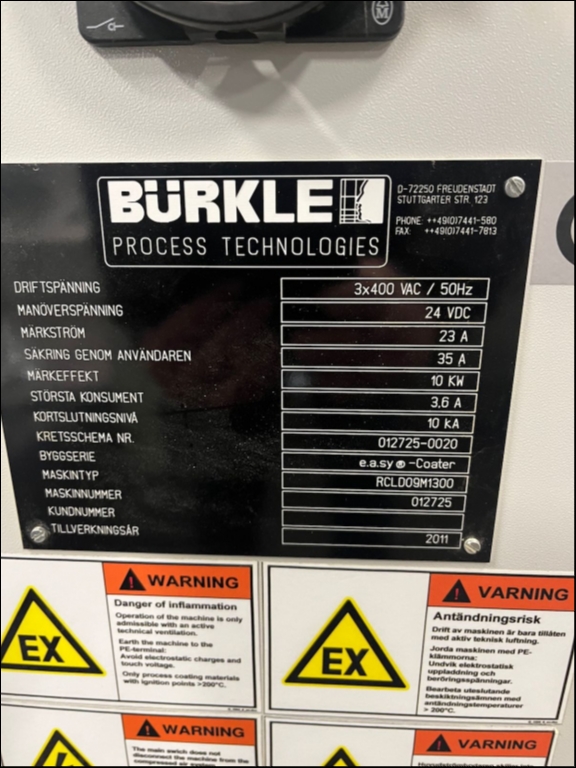 BÜRKLE
PROCESS TECHNOLOGIES
D-72250 FREUDENSTADT
STUTTGARTER STR. 123
PHONE: ++49(0)7441-580
FAX: ++49(0)7441-7813
DRIFTSPÄNNING 3x400 VAC / 50Hz
MANÖVERSPÄNNING 24 VDC
MÄRKSTRÖM 23 A
SÄKRING GENOM ANVÄNDAREN 35 A
MÄRKEFFEKT 10 KW
STÖRSTA KONSUMENT 3,6 A
KORTSLUTNINGSNIVÅ 10 kA
KRETSSCHEMA NR. 012725-0020
BYGGSERIE e.a.sy®-Coater
MASKINTYP RCLD09M1300
MASKINNUMMER 012725
KUNDNUMMER
TILLVERKNINGSÅR 2011
WARNING
Danger of inflammation
Operation of the machine is only
admissible with an active
technical ventilation.
Earth the machine to the
PE-terminal:
Avoid electrostatic charges and
touch voltage.
Only process coating materials
with ignition points >200°C.
EX
VARNING
Antändningsrisk
Drift av maskinen är bara tillåten
med aktiv teknisk luftning.
Jorda maskinen med PE-
klämmorna:
Undvik elektrostatisk
uppladdning och
beröringsspänningar.
Bearbeta uteslutande
beskiktningsämnen med
antändningstemperaturer
> 200°C.
EX
WARNING
The main swich does not
disconnect the machine from the
compressed air system
VARNING